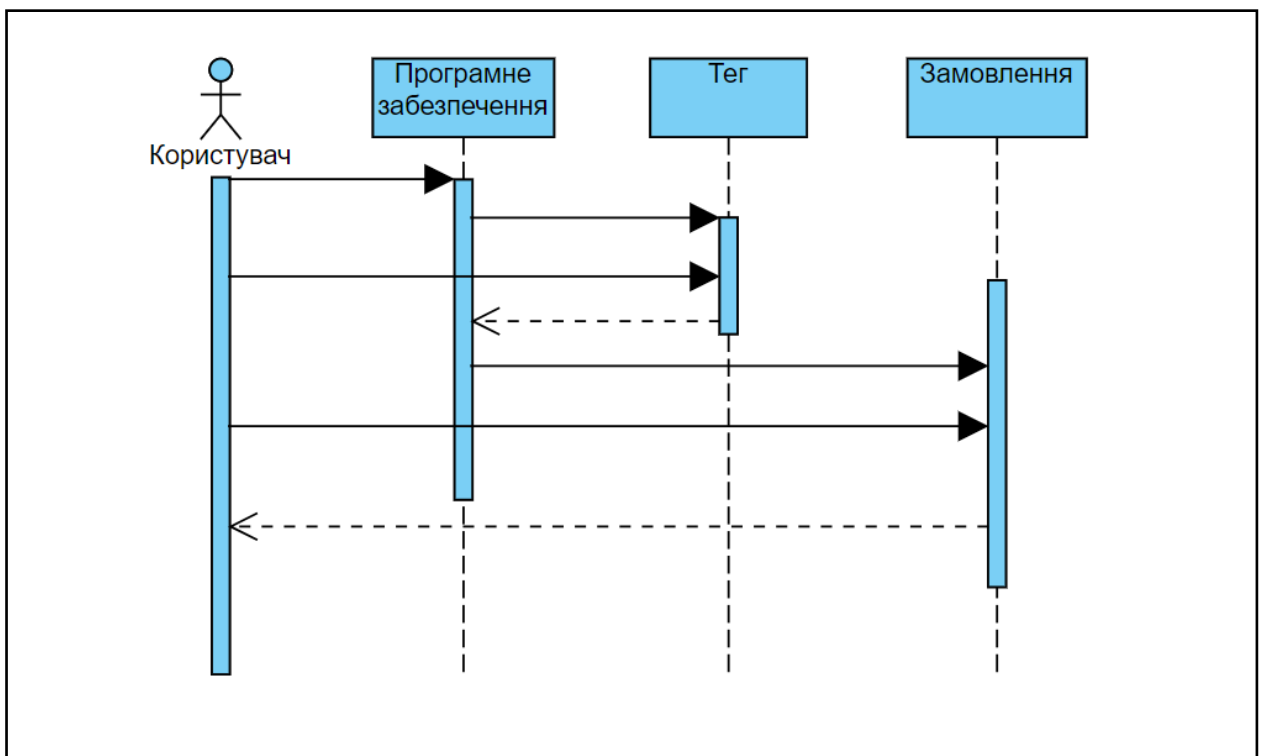 Програмне
забезпечення
Тег
Замовлення
Користувач